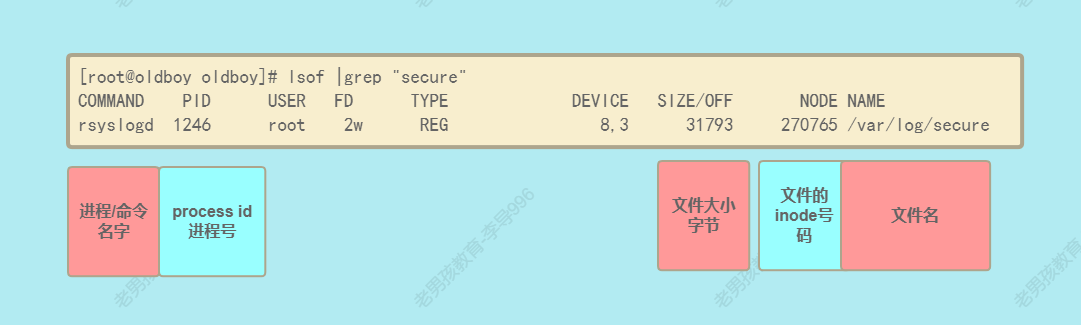 [root@oldboy oldboy]# lsof |grep "secure"
COMMAND PID USER FD TYPE DEVICE SIZE/OFF NODE NAME
rsyslogd 1246 root 2w REG 8,3 31793 270765 /var/log/secure
进程/命令
名字
process id
进程号
文件大小
字节
文件的
inode号
码
文件名
老男孩教育-李导996